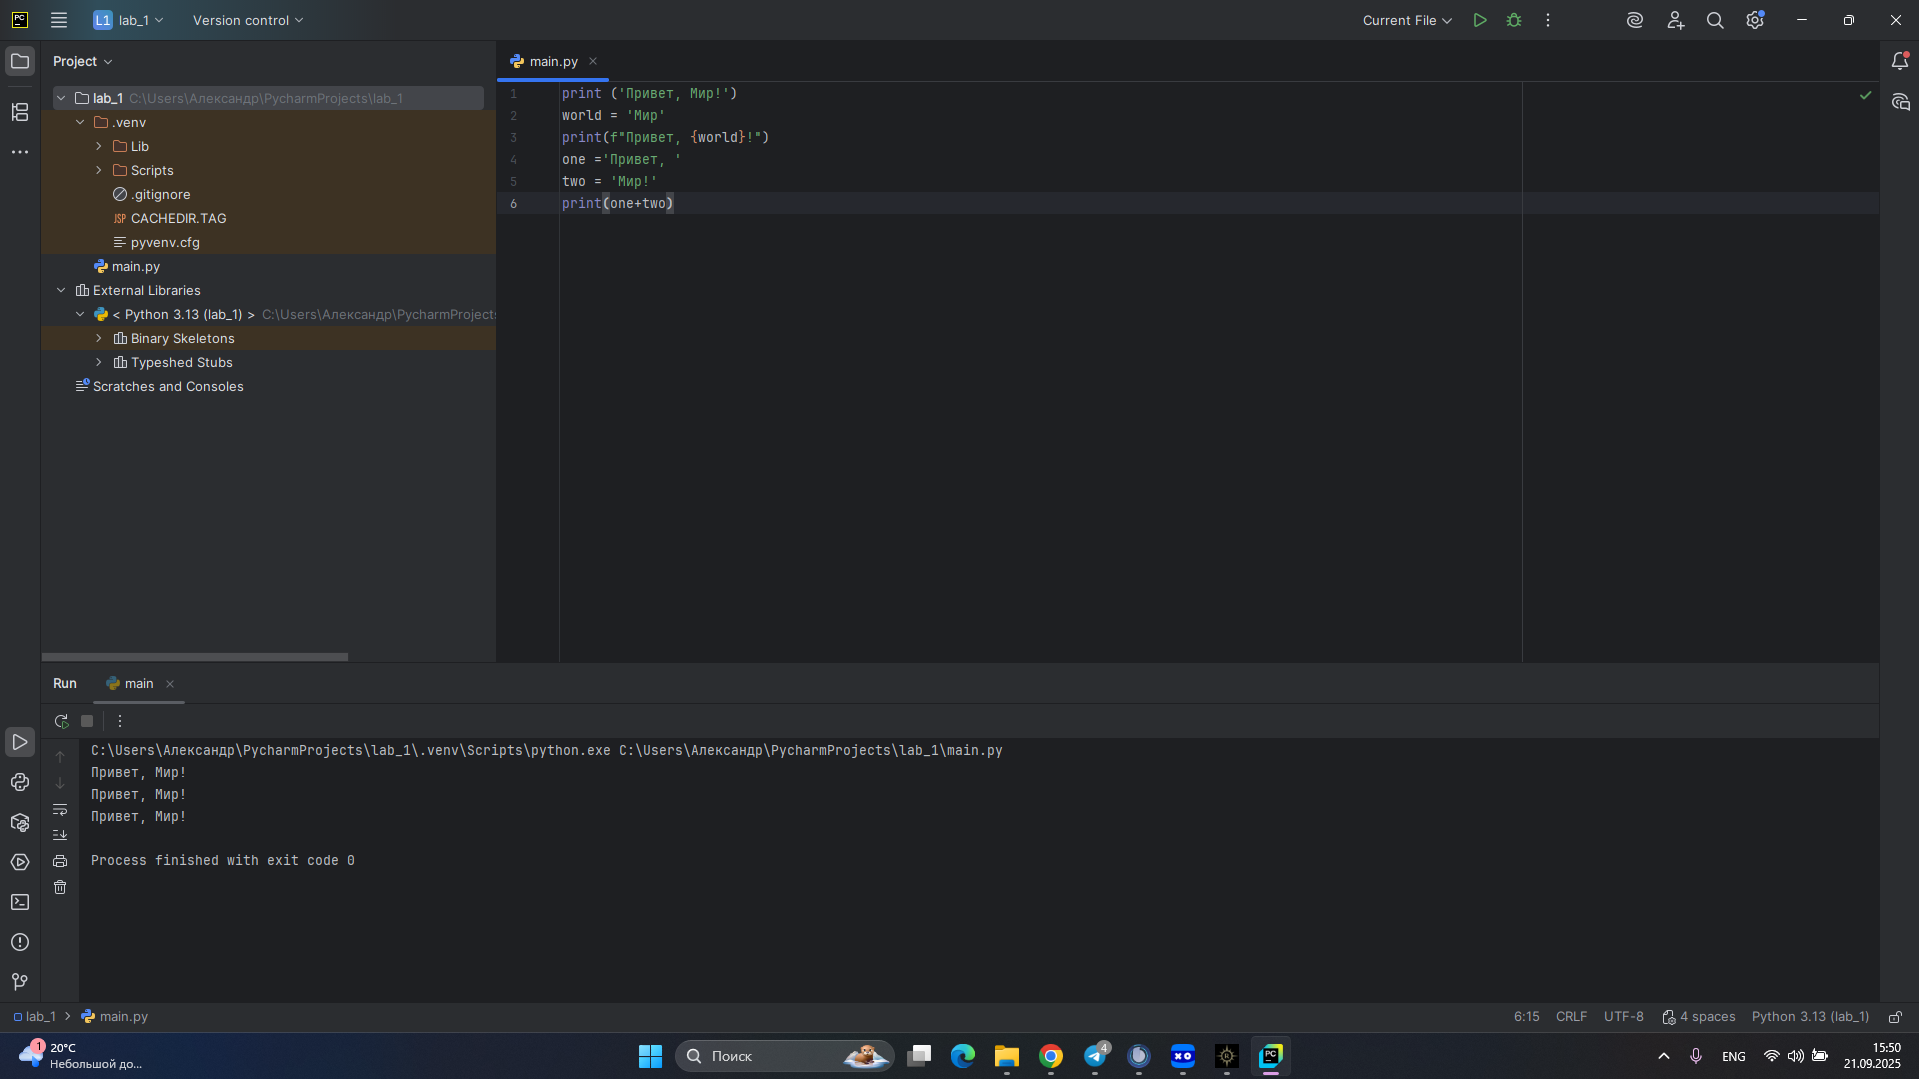 PC
L1 lab_1
Version control
Current File
Project
main.py
lab_1 C:\Users\Александр\PycharmProjects\lab_1
.venv
Lib
Scripts
.gitignore
JSP CACHEDIR.TAG
pyvenv.cfg
main.py
External Libraries
< Python 3.13 (lab_1) > C:\Users\Александр\PycharmProjects
Binary Skeletons
Typeshed Stubs
Scratches and Consoles
1 print ('Привет, Мир!')
2 world = 'Мир'
3 print(f"Привет, {world}!")
4 one ='Привет, '
5 two = 'Мир!'
6 print(one+two)
Run main
C:\Users\Александр\PycharmProjects\lab_1\.venv\Scripts\python.exe C:\Users\Александр\PycharmProjects\lab_1\main.py
Привет, Мир!
Привет, Мир!
Привет, Мир!
Process finished with exit code 0
lab_1 > main.py
6:15 CRLF UTF-8 4 spaces Python 3.13 (lab_1)
1 20°C
Небольшой до...
Поиск
4
XO
R
PC
ENG
15:50
21.09.2025